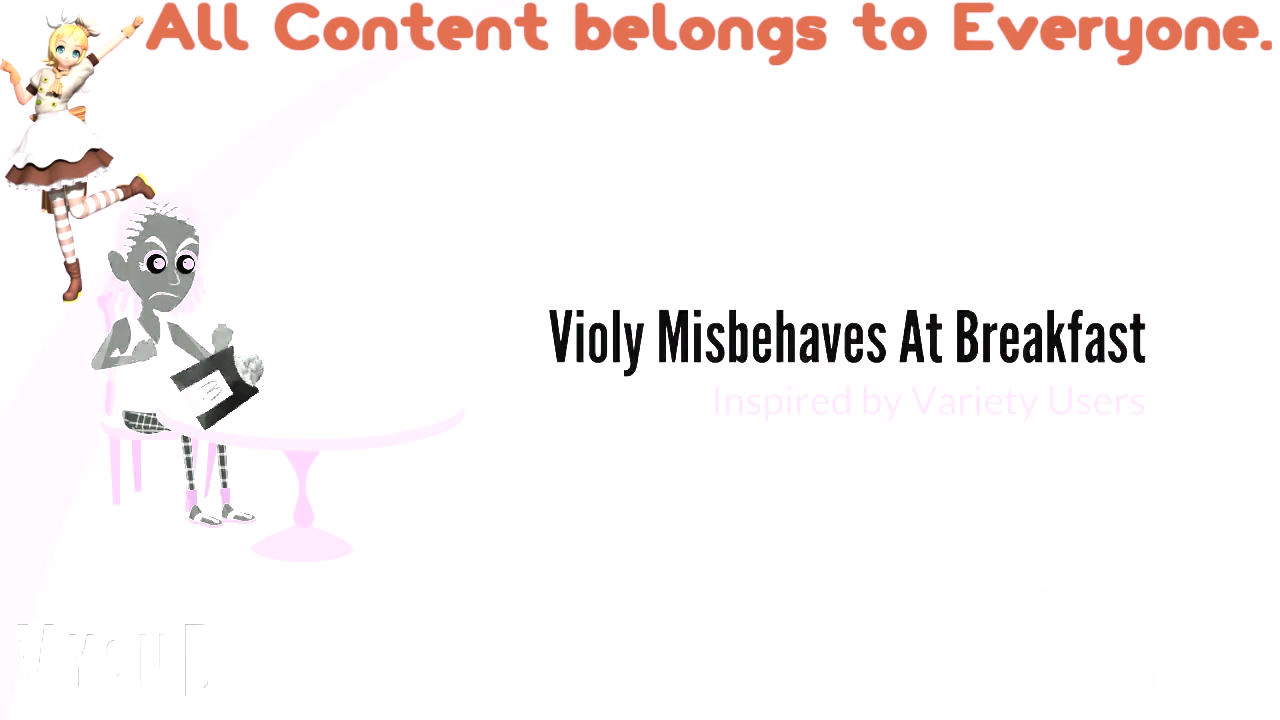 All Content belongs to Everyone.
Violy Misbehaves At Breakfast
Inspired by Variety Users